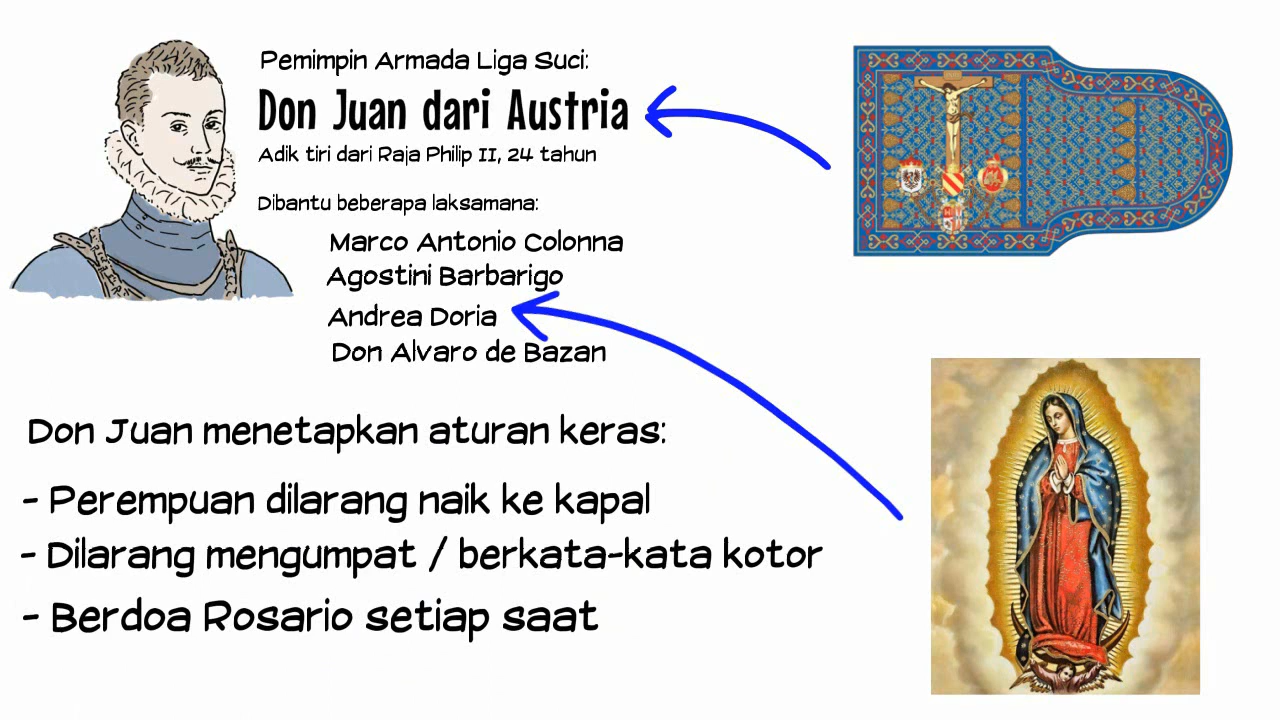 Pemimpin Armada Liga Suci:
Don Juan dari Austria
Adik tiri dari Raja Philip II, 24 tahun
Dibantu beberapa laksamana:
Marco Antonio Colonna
Agostini Barbarigo
Andrea Doria
Don Alvaro de Bazan
Don Juan menetapkan aturan keras:
- Perempuan dilarang naik ke kapal
- Dilarang mengumpat / berkata-kata kotor
- Berdoa Rosario setiap saat